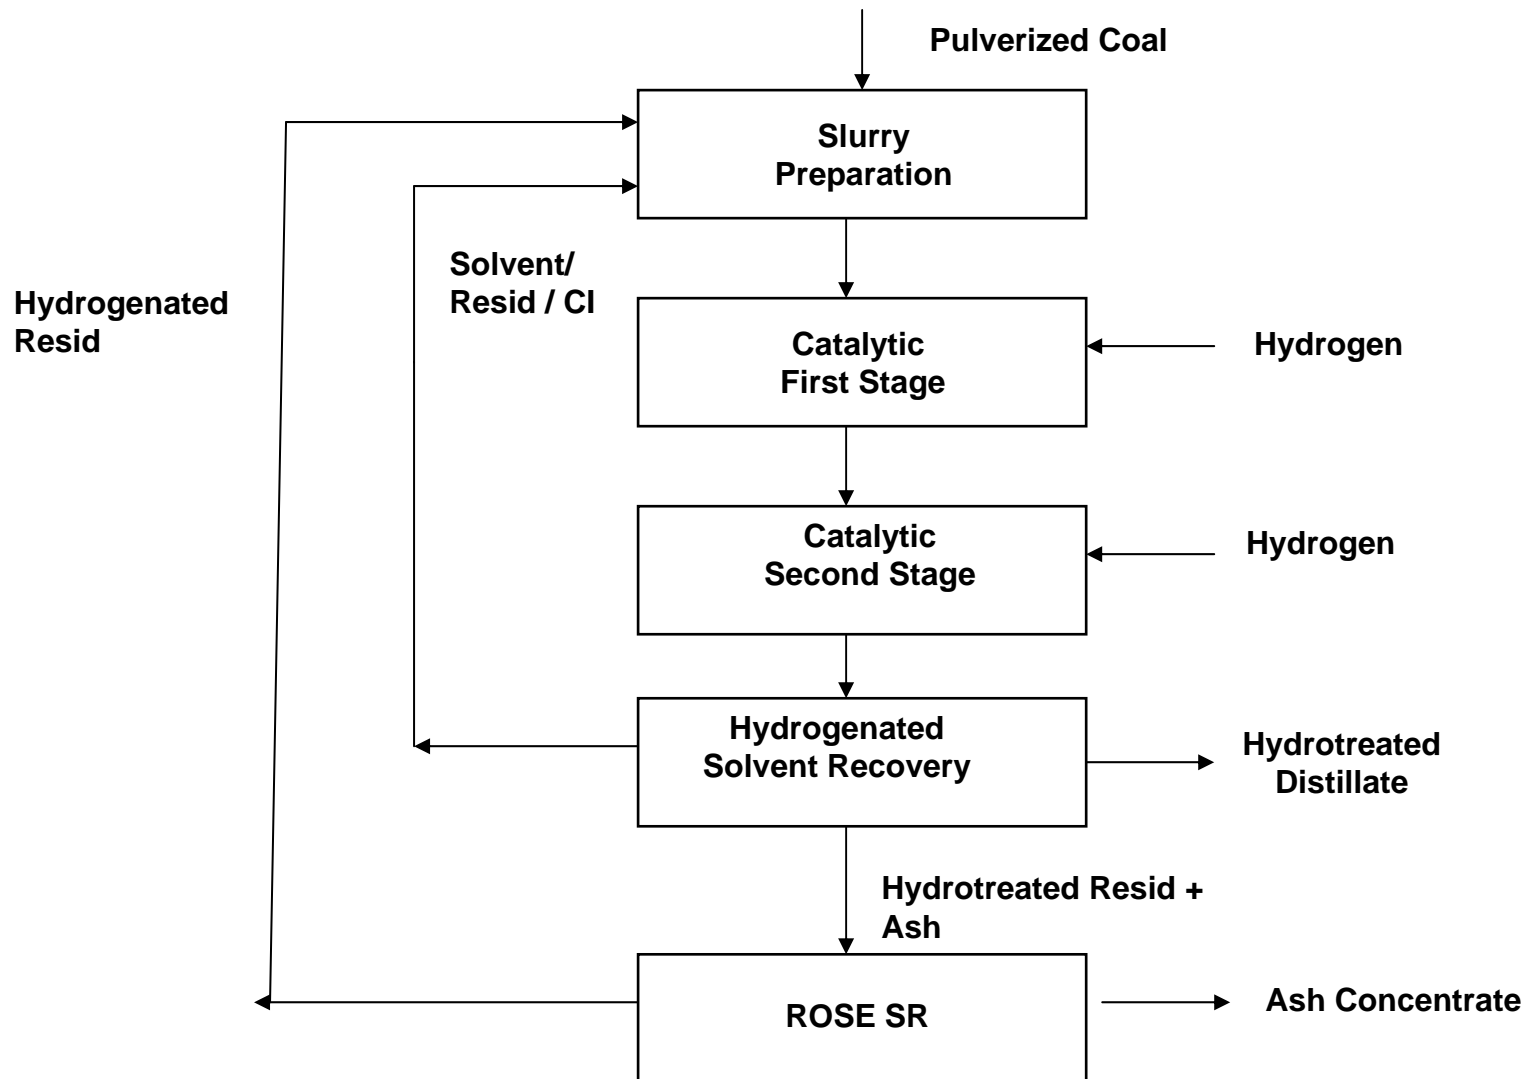 Pulverized Coal
Slurry
Preparation
Solvent/
Resid / CI
Hydrogenated
Resid
Catalytic
First Stage
Hydrogen
Catalytic
Second Stage
Hydrogen
Hydrogenated
Solvent Recovery
Hydrotreated
Distillate
Hydrotreated Resid +
Ash
ROSE SR
Ash Concentrate